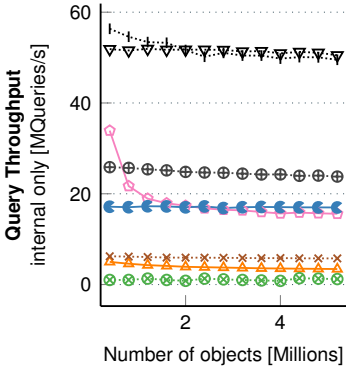 60
40
20
0
Query Throughput
internal only [MQueries/s]
2
4
Number of objects [Millions]